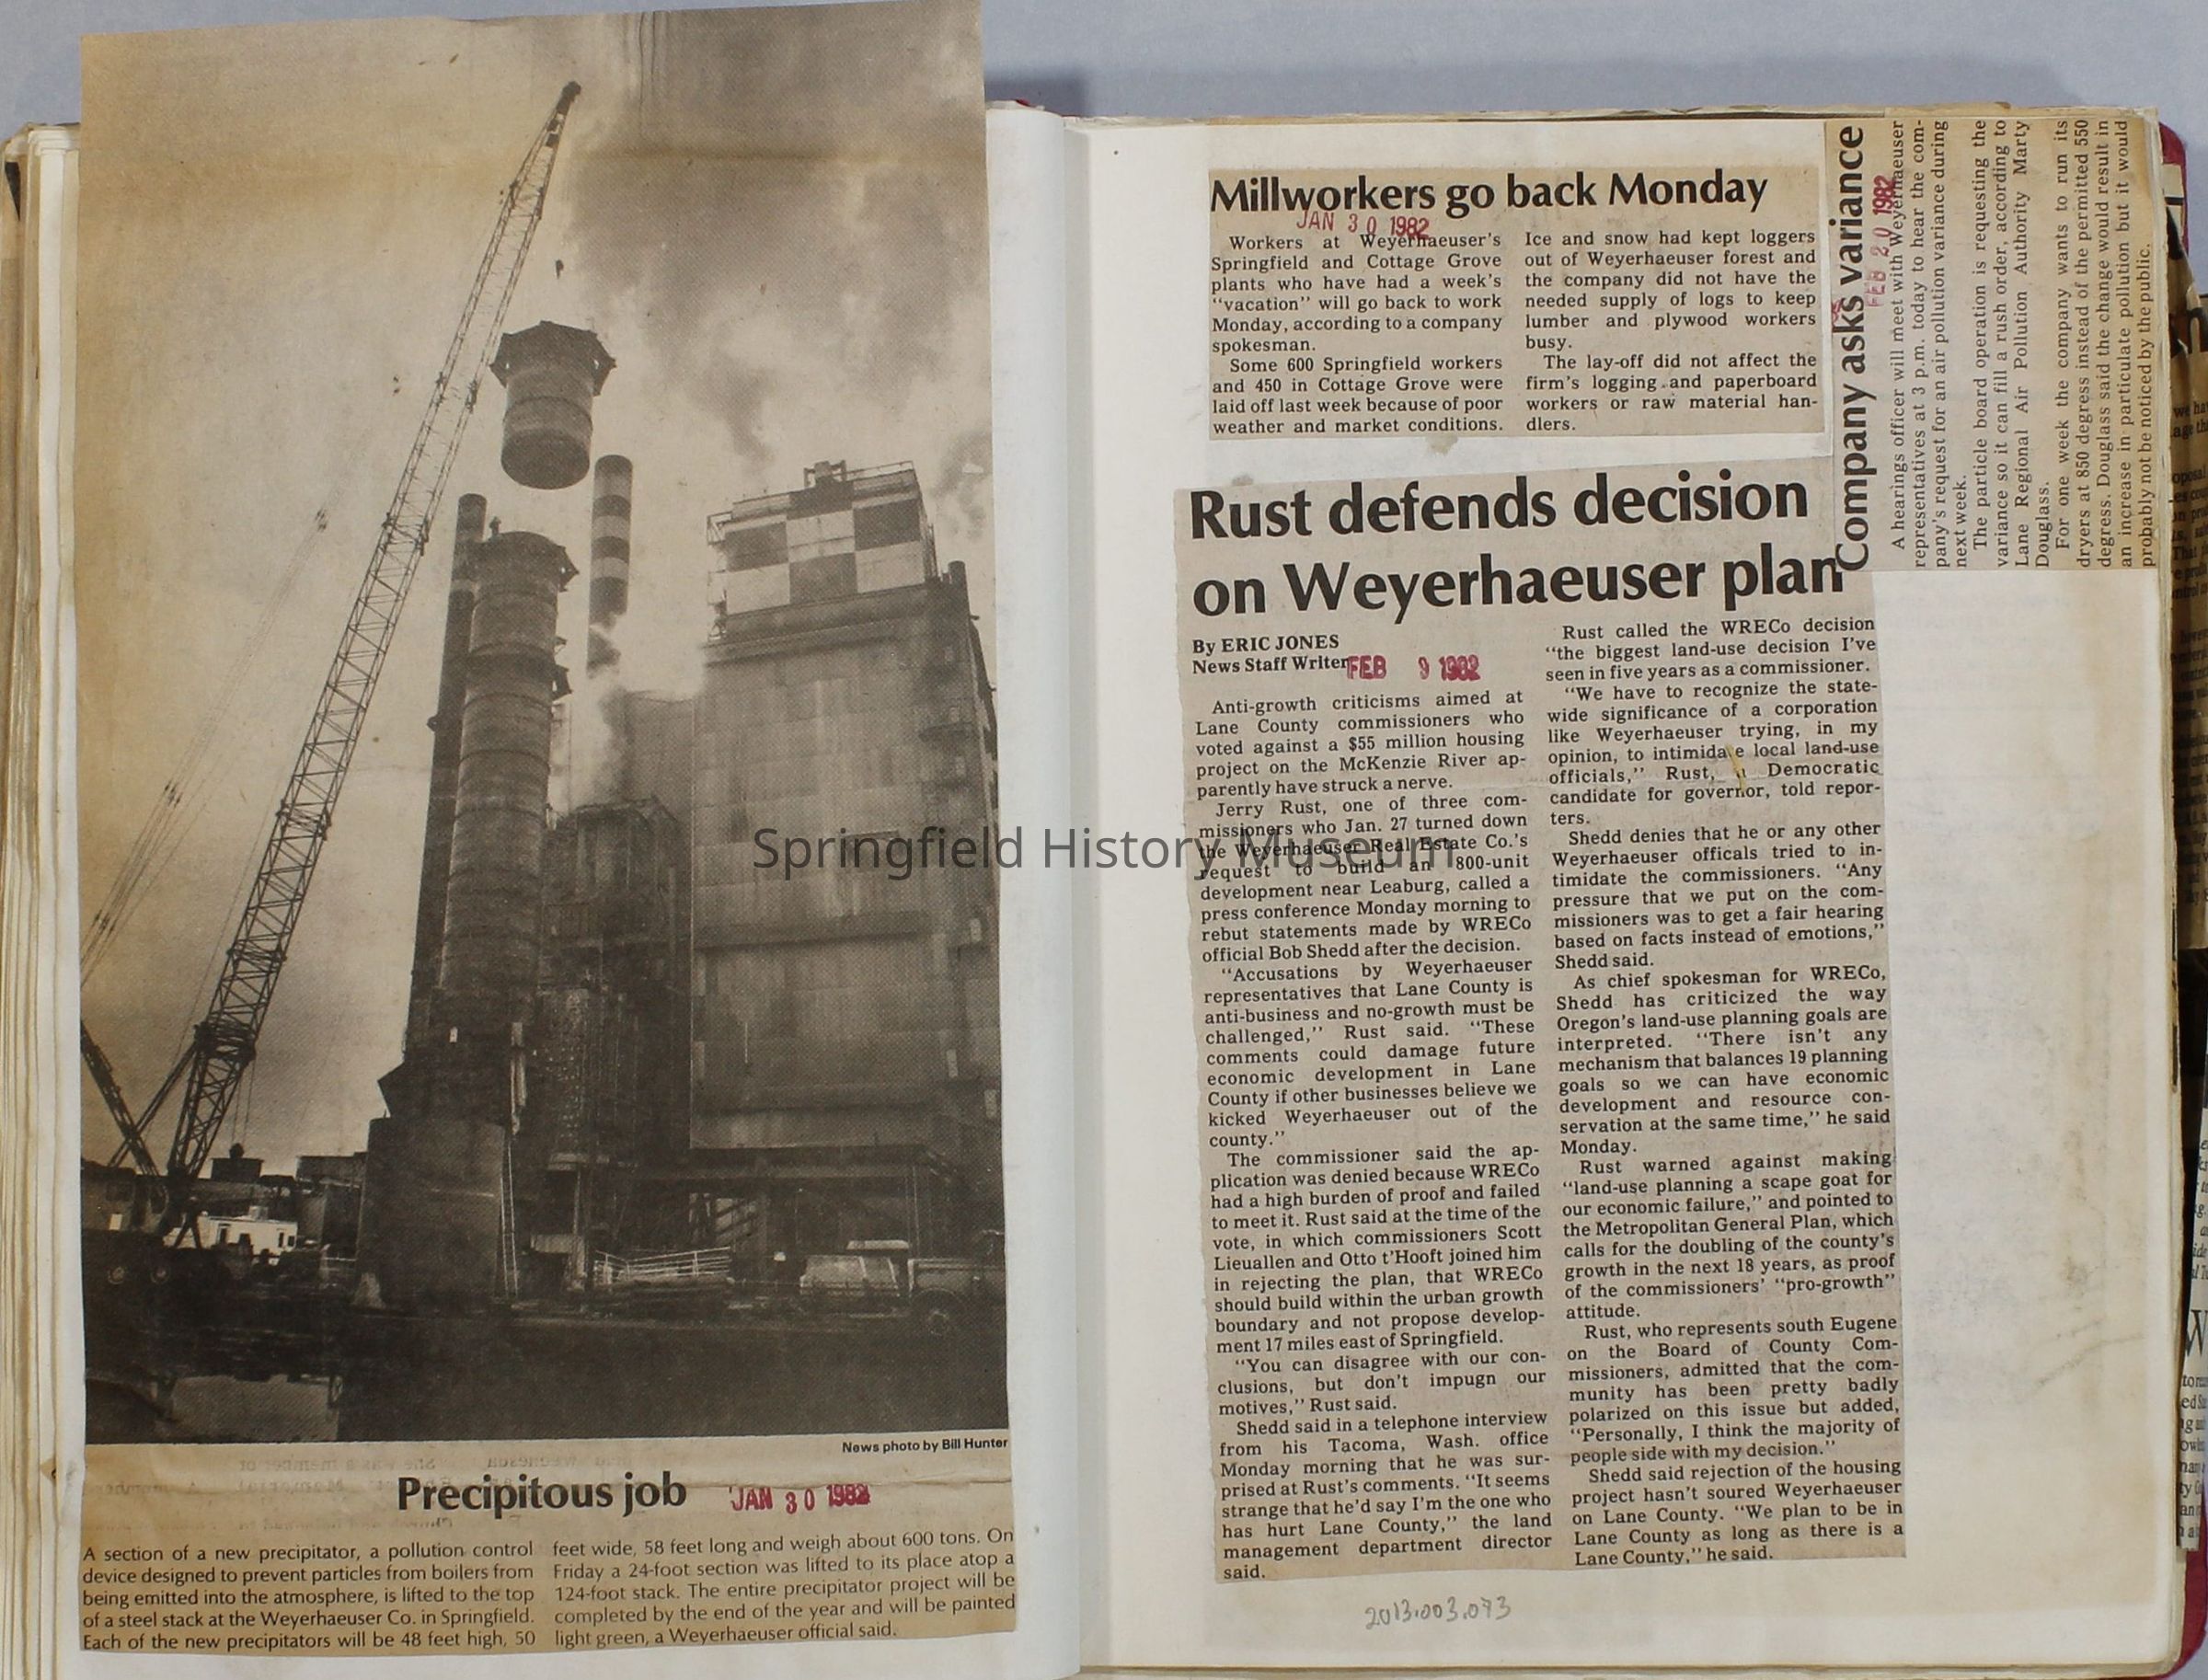 News photo by Bill Hunter
Precipitous job
JAN 30 1982
A section of a new precipitator, a pollution control
device designed to prevent particles from boilers from
being emitted into the atmosphere, is lifted to the top
of a steel stack at the Weyerhaeuser Co. in Springfield.
Each of the new precipitators will be 48 feet high, 50
feet wide, 58 feet long and weigh about 600 tons. On
Friday a 24-foot section was lifted to its place atop a
124-foot stack. The entire precipitator project will be
completed by the end of the year and will be painted
light green, a Weyerhaeuser official said.
Millworkers go back Monday
JAN 30 1982
Workers at Weyerhaeuser's
Springfield and Cottage Grove
plants who have had a week's
"vacation" will go back to work
Monday, according to a company
spokesman.
Some 600 Springfield workers
and 450 in Cottage Grove were
laid off last week because of poor
weather and market conditions.
Ice and snow had kept loggers
out of Weyerhaeuser forest and
the company did not have the
needed supply of logs to keep
lumber and plywood workers
busy.
The lay-off did not affect the
firm's logging and paperboard
workers or raw material han-
dlers.
Company asks variance
FEB 20 1982
A hearings officer will meet with Weyerhaeuser
representatives at 3 p.m. today to hear the com-
pany's request for an air pollution variance during
next week.
The particle board operation is requesting the
variance so it can fill a rush order, according to
Lane Regional Air Pollution Authority Marty
Douglass.
For one week the company wants to run its
dryers at 850 degress instead of the permitted 550
degress. Douglass said the change would result in
an increase in particulate pollution but it would
probably not be noticed by the public.
Rust defends decision
on Weyerhaeuser plan
By ERIC JONES
News Staff Writer
FEB 9 1982
Anti-growth criticisms aimed at
Lane County commissioners who
voted against a $55 million housing
project on the McKenzie River ap-
parently have struck a nerve.
Jerry Rust, one of three com-
missioners who Jan. 27 turned down
the Weyerhaeuser Real Estate Co.'s
request to build an 800-unit
development near Leaburg, called a
press conference Monday morning to
rebut statements made by WRECo
official Bob Shedd after the decision.
"Accusations by Weyerhaeuser
representatives that Lane County is
anti-business and no-growth must be
challenged," Rust said. "These
comments could damage future
economic development in Lane
County if other businesses believe we
kicked Weyerhaeuser out of the
county."
The commissioner said the ap-
plication was denied because WRECo
had a high burden of proof and failed
to meet it. Rust said at the time of the
vote, in which commissioners Scott
Lieuallen and Otto t'Hooft joined him
in rejecting the plan, that WRECo
should build within the urban growth
boundary and not propose develop-
ment 17 miles east of Springfield.
"You can disagree with our con-
clusions, but don't impugn our
motives," Rust said.
Shedd said in a telephone interview
from his Tacoma, Wash. office
Monday morning that he was sur-
prised at Rust's comments. "It seems
strange that he'd say I'm the one who
has hurt Lane County," the land
management department director
said.
Rust called the WRECo decision
"the biggest land-use decision I've
seen in five years as a commissioner.
"We have to recognize the state-
wide significance of a corporation
like Weyerhaeuser trying, in my
opinion, to intimidate local land-use
officials," Rust, a Democratic
candidate for governor, told repor-
ters.
Shedd denies that he or any other
Weyerhaeuser officals tried to in-
timidate the commissioners. "Any
pressure that we put on the com-
missioners was to get a fair hearing
based on facts instead of emotions,"
Shedd said.
As chief spokesman for WRECo,
Shedd has criticized the way
Oregon's land-use planning goals are
interpreted. "There isn't any
mechanism that balances 19 planning
goals so we can have economic
development and resource con-
servation at the same time," he said
Monday.
Rust warned against making
"land-use planning a scape goat for
our economic failure," and pointed to
the Metropolitan General Plan, which
calls for the doubling of the county's
growth in the next 18 years, as proof
of the commissioners' "pro-growth"
attitude.
Rust, who represents south Eugene
on the Board of County Com-
missioners, admitted that the com-
munity has been pretty badly
polarized on this issue but added,
"Personally, I think the majority of
people side with my decision."
Shedd said rejection of the housing
project hasn't soured Weyerhaeuser
on Lane County. "We plan to be in
Lane County as long as there is a
Lane County," he said.
2013.003.073
Springfield History Museum